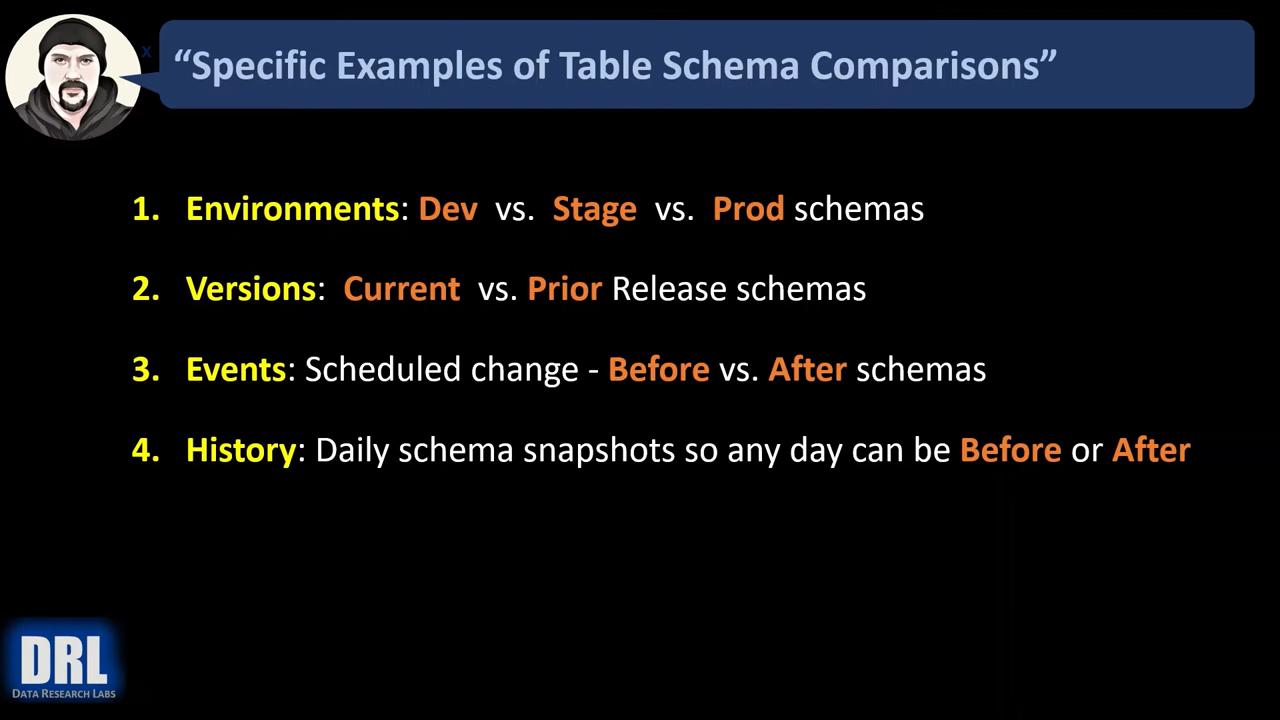 x
“Specific Examples of Table Schema Comparisons”
1. Environments: Dev vs. Stage vs. Prod schemas
2. Versions: Current vs. Prior Release schemas
3. Events: Scheduled change - Before vs. After schemas
4. History: Daily schema snapshots so any day can be Before or After
DRL
DATA RESEARCH LABS